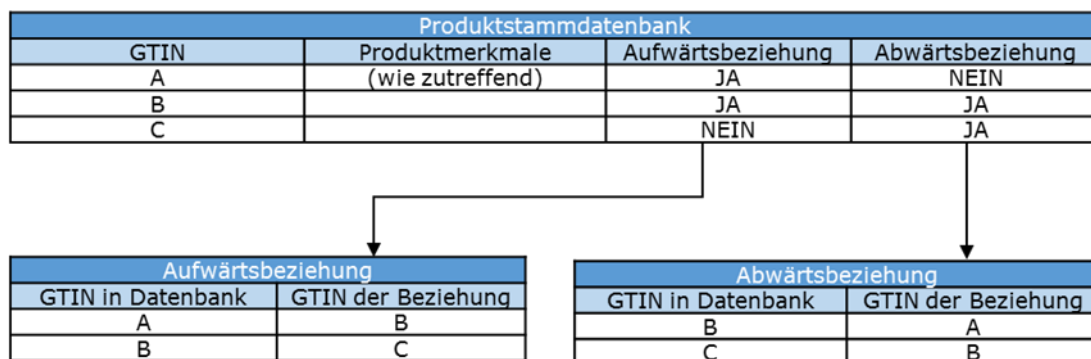 Produktstammdatenbank
GTIN Produktmerkmale Aufwärtsbeziehung Abwärtsbeziehung
A (wie zutreffend) JA NEIN
B JA JA
C NEIN JA
Aufwärtsbeziehung
GTIN in Datenbank GTIN der Beziehung
A B
B C
Abwärtsbeziehung
GTIN in Datenbank GTIN der Beziehung
B A
C B